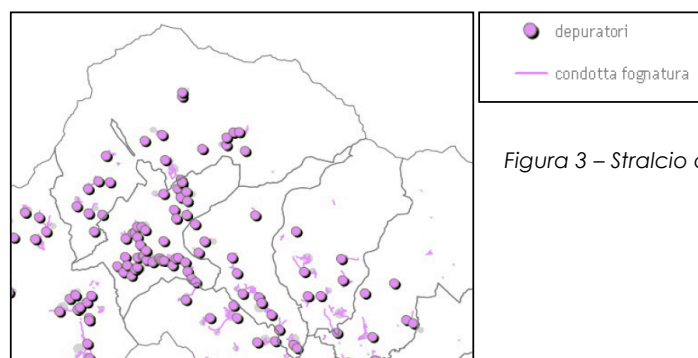 depuratori
condotta fognatura
Figura 3 – Stralcio